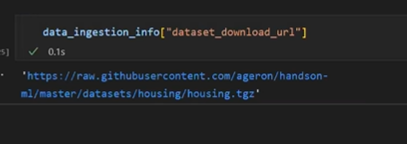 data_ingestion_info["dataset_download_url"]
✓ 0.1s
'https://raw.githubusercontent.com/ageron/handson-
ml/master/datasets/housing/housing.tgz'